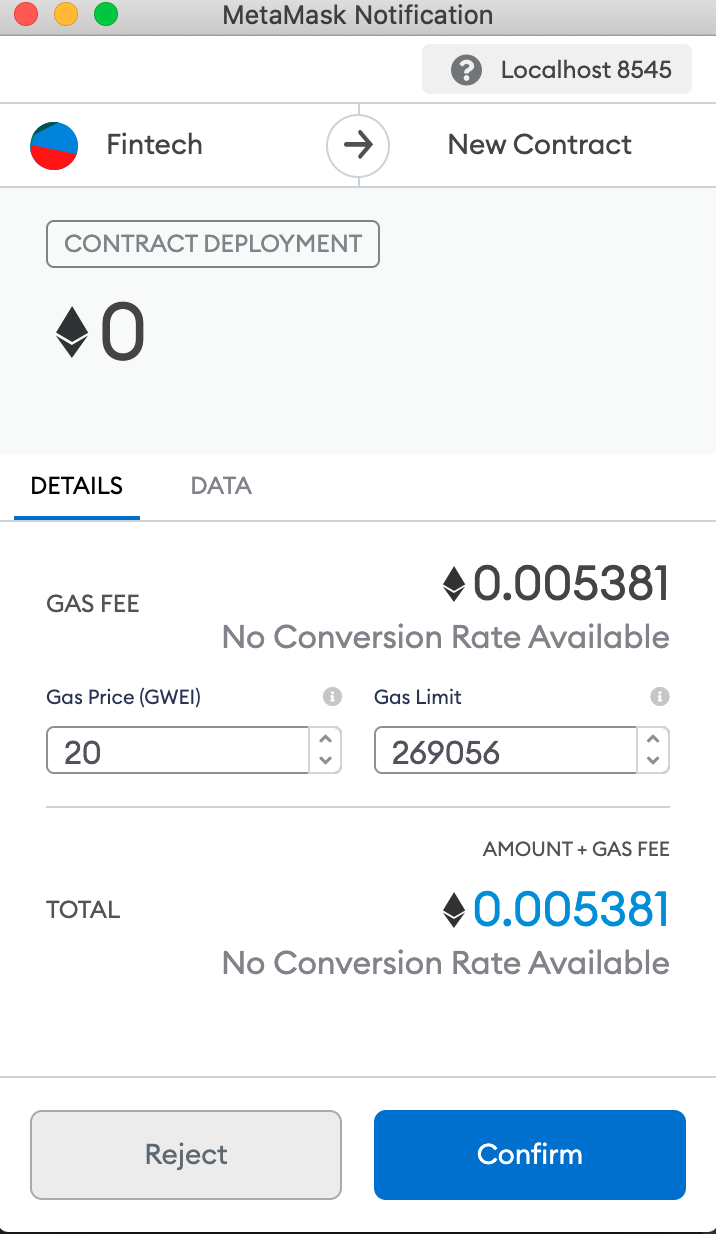 MetaMask Notification
? Localhost 8545
Fintech → New Contract
CONTRACT DEPLOYMENT
0
DETAILS DATA
GAS FEE 0.005381
No Conversion Rate Available
Gas Price (GWEI) i Gas Limit i
20 269056
AMOUNT + GAS FEE
TOTAL 0.005381
No Conversion Rate Available
Reject Confirm